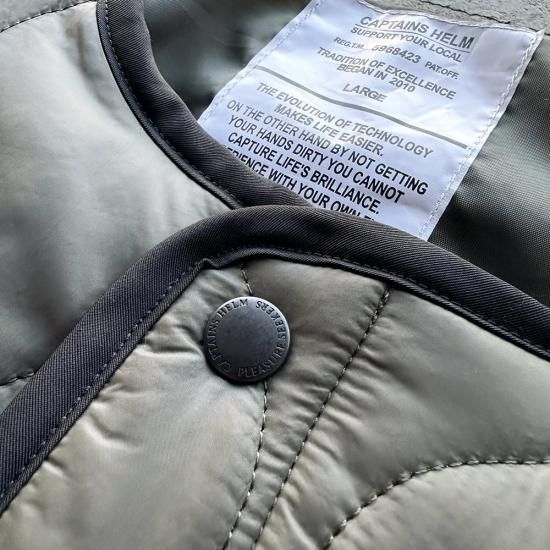 CAPTAINS HELM
SUPPORT YOUR LOCAL
REG.T.M. 5968423 PAT.OFF.
TRADITION OF EXCELLENCE
BEGAN IN 2010
LARGE
THE EVOLUTION OF TECHNOLOGY
MAKES LIFE EASIER.
ON THE OTHER HAND BY NOT GETTING
YOUR HANDS DIRTY YOU CANNOT
CAPTURE LIFE'S BRILLIANCE.
WITH YOUR OWN
CAPTAINS HELM
PLEASURE SEEKERS